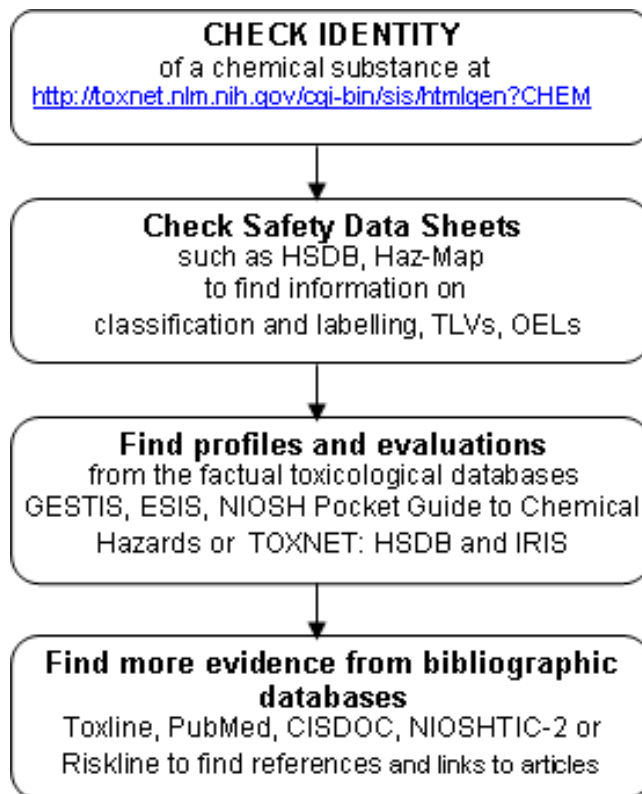 CHECK IDENTITY
of a chemical substance at
http://toxnet.nlm.nih.gov/cgi-bin/sis/htmlgen?CHEM
Check Safety Data Sheets
such as HSDB, Haz-Map
to find information on
classification and labelling, TLVs, OELs
Find profiles and evaluations
from the factual toxicological databases
GESTIS, ESIS, NIOSH Pocket Guide to Chemical
Hazards or TOXNET: HSDB and IRIS
Find more evidence from bibliographic
databases
Toxline, PubMed, CISDOC, NIOSHTIC-2 or
Riskline to find references and links to articles